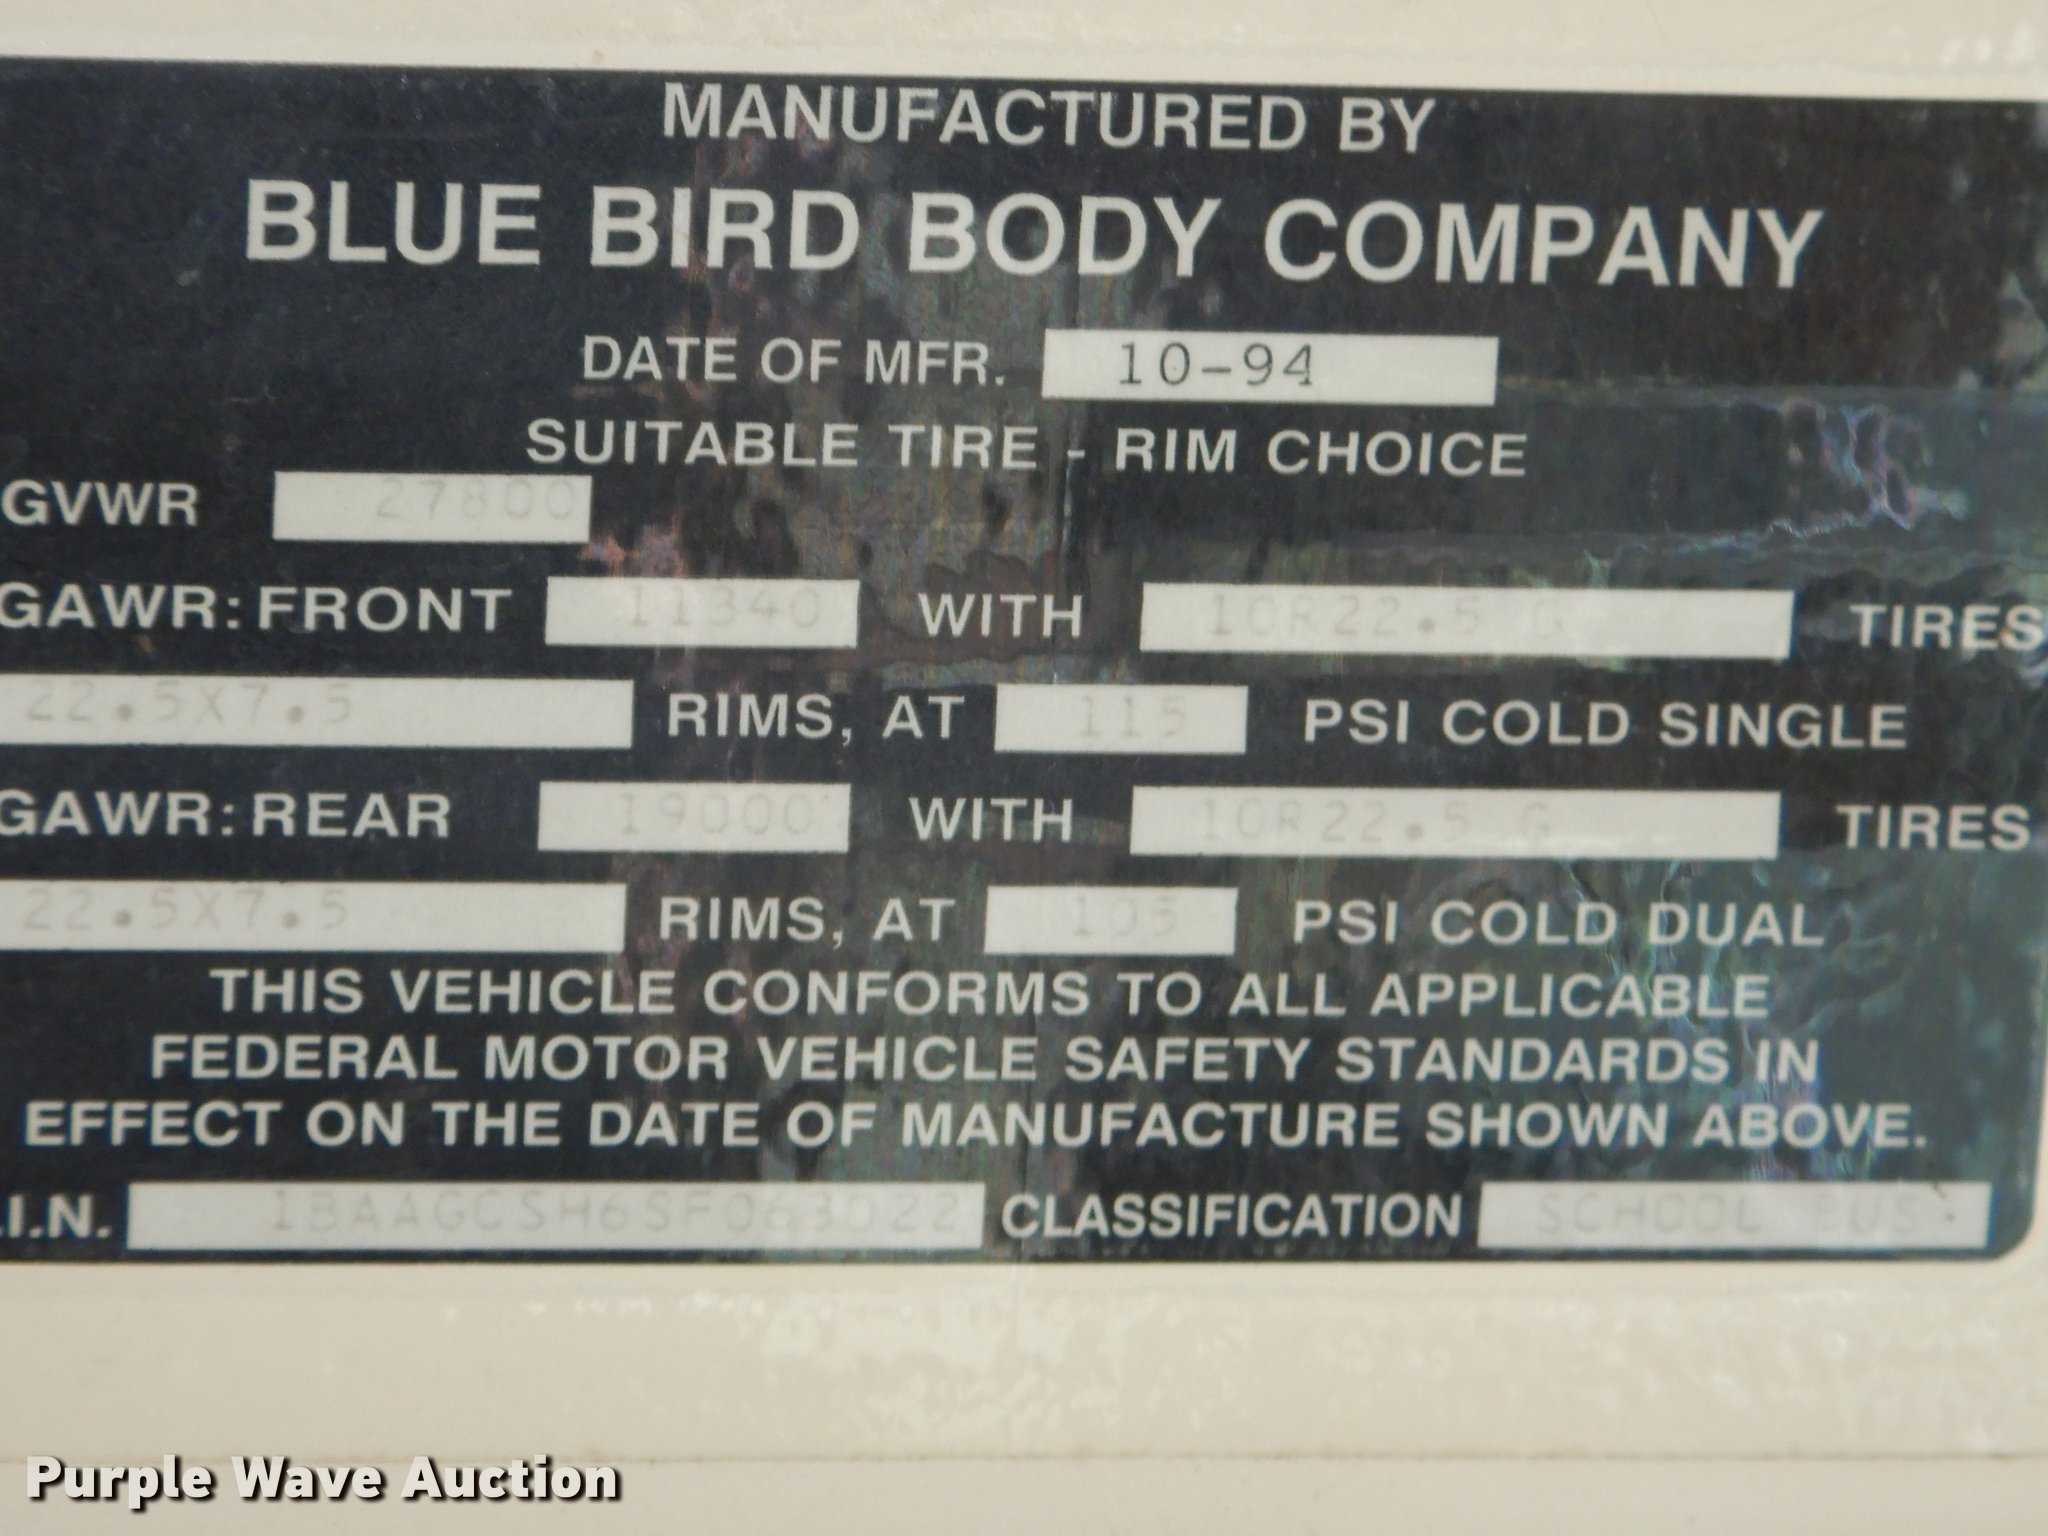 MANUFACTURED BY
BLUE BIRD BODY COMPANY
DATE OF MFR. 10-94
SUITABLE TIRE - RIM CHOICE
GVWR 27800
GAWR: FRONT 11340 WITH 10R22.5 G TIRES
22.5X7.5 RIMS, AT 115 PSI COLD SINGLE
GAWR: REAR 19000 WITH 10R22.5 G TIRES
22.5X7.5 RIMS, AT 105 PSI COLD DUAL
THIS VEHICLE CONFORMS TO ALL APPLICABLE
FEDERAL MOTOR VEHICLE SAFETY STANDARDS IN
EFFECT ON THE DATE OF MANUFACTURE SHOWN ABOVE.
.I.N. 1BAAGCSH6SF063022 CLASSIFICATION SCHOOL BUS
Purple Wave Auction